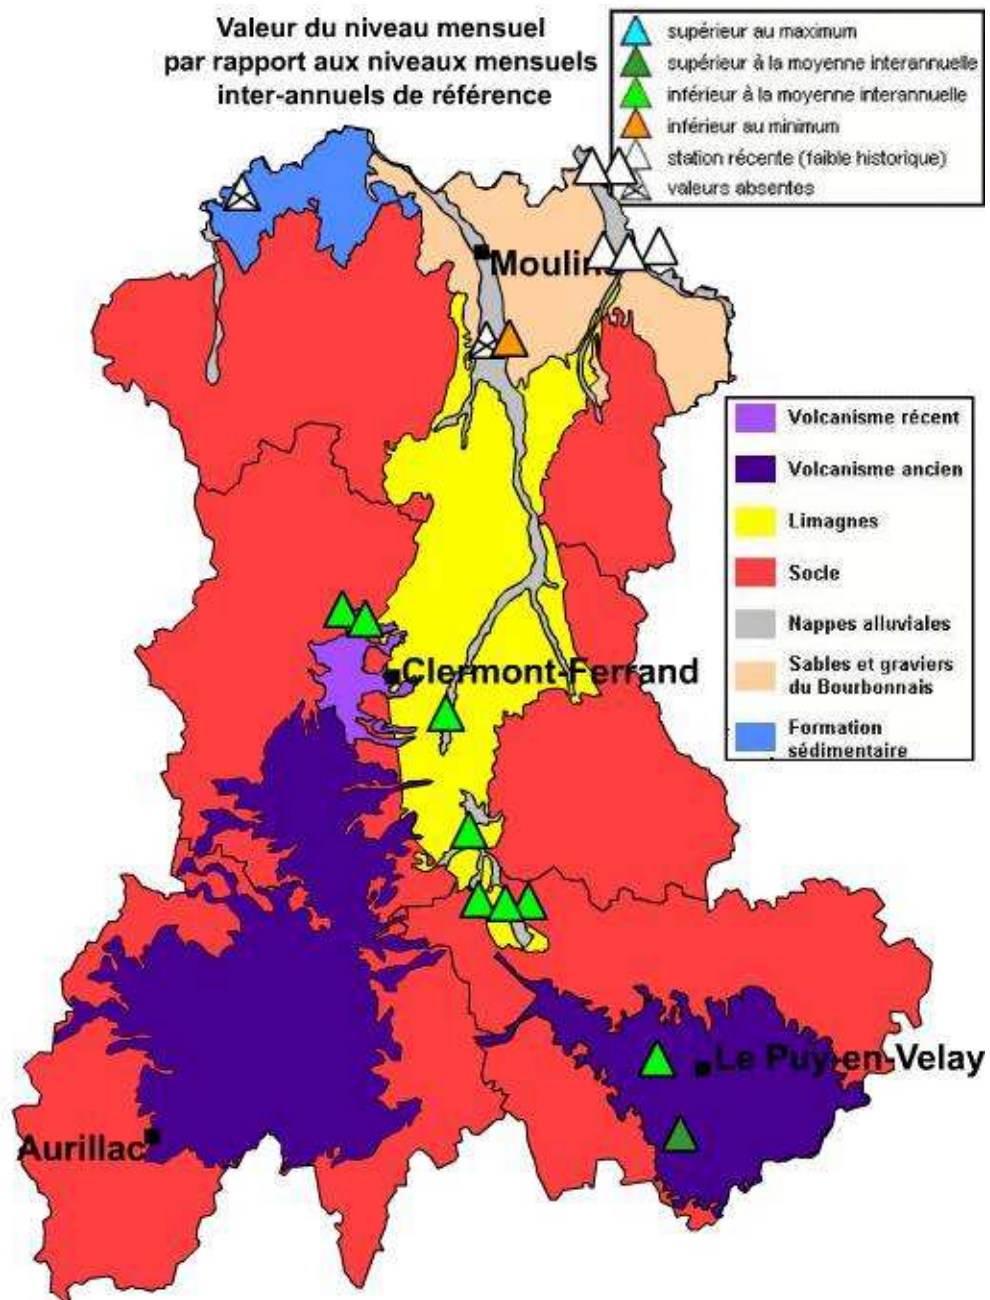 Valeur du niveau mensuel
par rapport aux niveaux mensuels
inter-annuels de référence
supérieur au maximum
supérieur à la moyenne interannuelle
inférieur à la moyenne interannuelle
inférieur au minimum
station récente (faible historique)
valeurs absentes
Moulins
Volcanisme récent
Volcanisme ancien
Limagnes
Socle
Nappes alluviales
Sables et graviers
du Bourbonnais
Formation
sédimentaire
Clermont-Ferrand
Le Puy-en-Velay
Aurillac